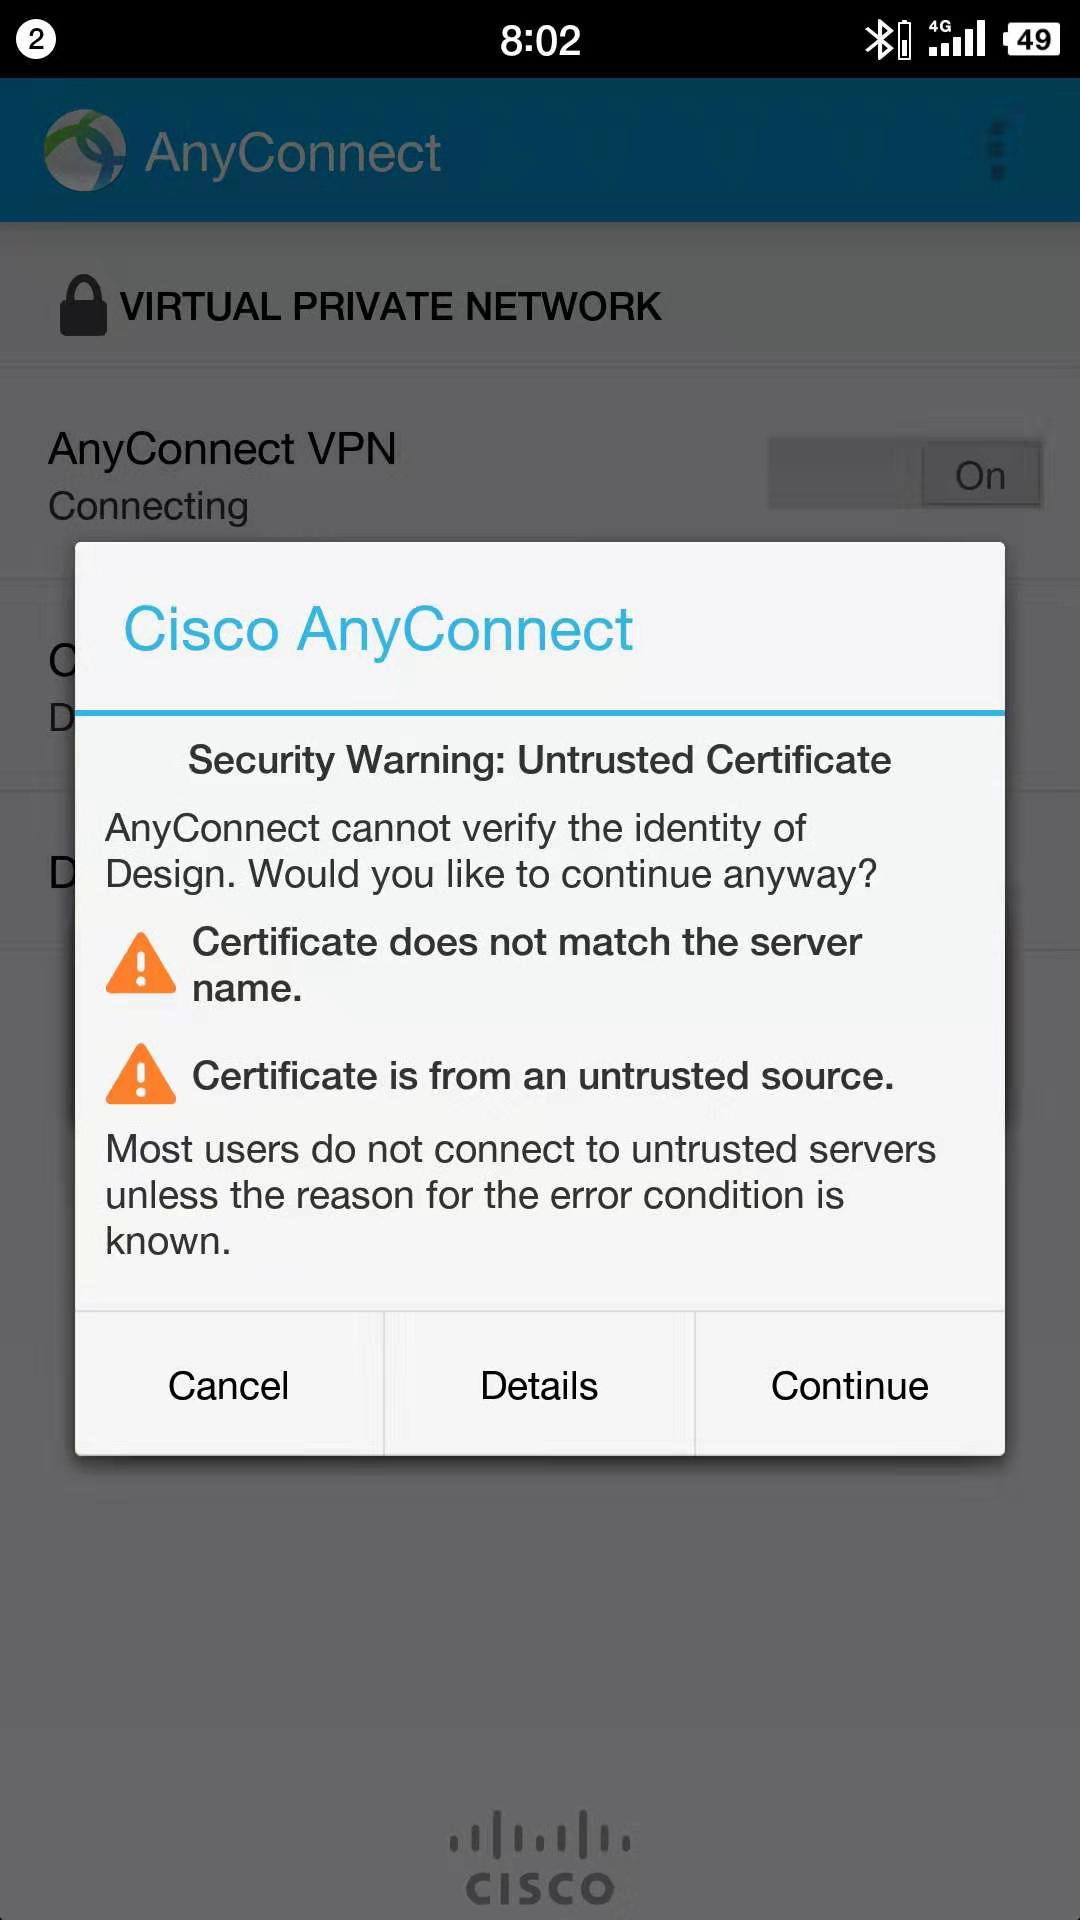 2
8:02
4G
49
AnyConnect
VIRTUAL PRIVATE NETWORK
AnyConnect VPN
On
Connecting
Cisco AnyConnect
C
D
Security Warning: Untrusted Certificate
AnyConnect cannot verify the identity of
Design. Would you like to continue anyway?
D
Certificate does not match the server
name.
Certificate is from an untrusted source.
Most users do not connect to untrusted servers
unless the reason for the error condition is
known.
Cancel
Details
Continue
CISCO